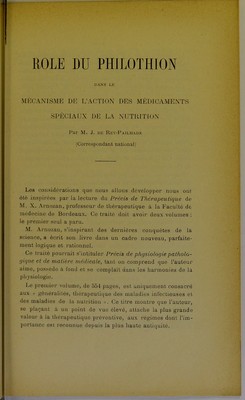 ROLE DU PHILOTHION
DANS LE
MÉCANISME DE L'ACTION DES MÉDICAMENTS
SPÉCIAUX DE LA NUTRITION
PAR M. J. DE REY-PAILHADE
(Correspondant national)
Les considérations que nous allons développer nous ont
été inspirées par la lecture du Précis de Thérapeutique de
M. X. Arnozan, professeur de thérapeutique à la Faculté de
médecine de Bordeaux. Ce traité doit avoir deux volumes :
le premier seul a paru.
M. Arnozan, s'inspirant des dernières conquêtes de la
science, a écrit son livre dans un cadre nouveau, parfaite-
ment logique et rationnel.
Ce traité pourrait s'intituler Précis de physiologie patholo-
gique et de matière médicale, tant on comprend que l'auteur
aime, possède à fond et se complaît dans les harmonies de la
physiologie.
Le premier volume, de pages, est uniquement consacré
aux « généralités, thérapeutique des maladies infectieuses et
des maladies de la nutrition ». Ce titre montre que l'auteur,
se plaçant à un point de vue élevé, attache la plus grande
valeur à la thérapeutique préventive, aux régimes dont l'im-
portance est reconnue depuis la plus haute antiquité.